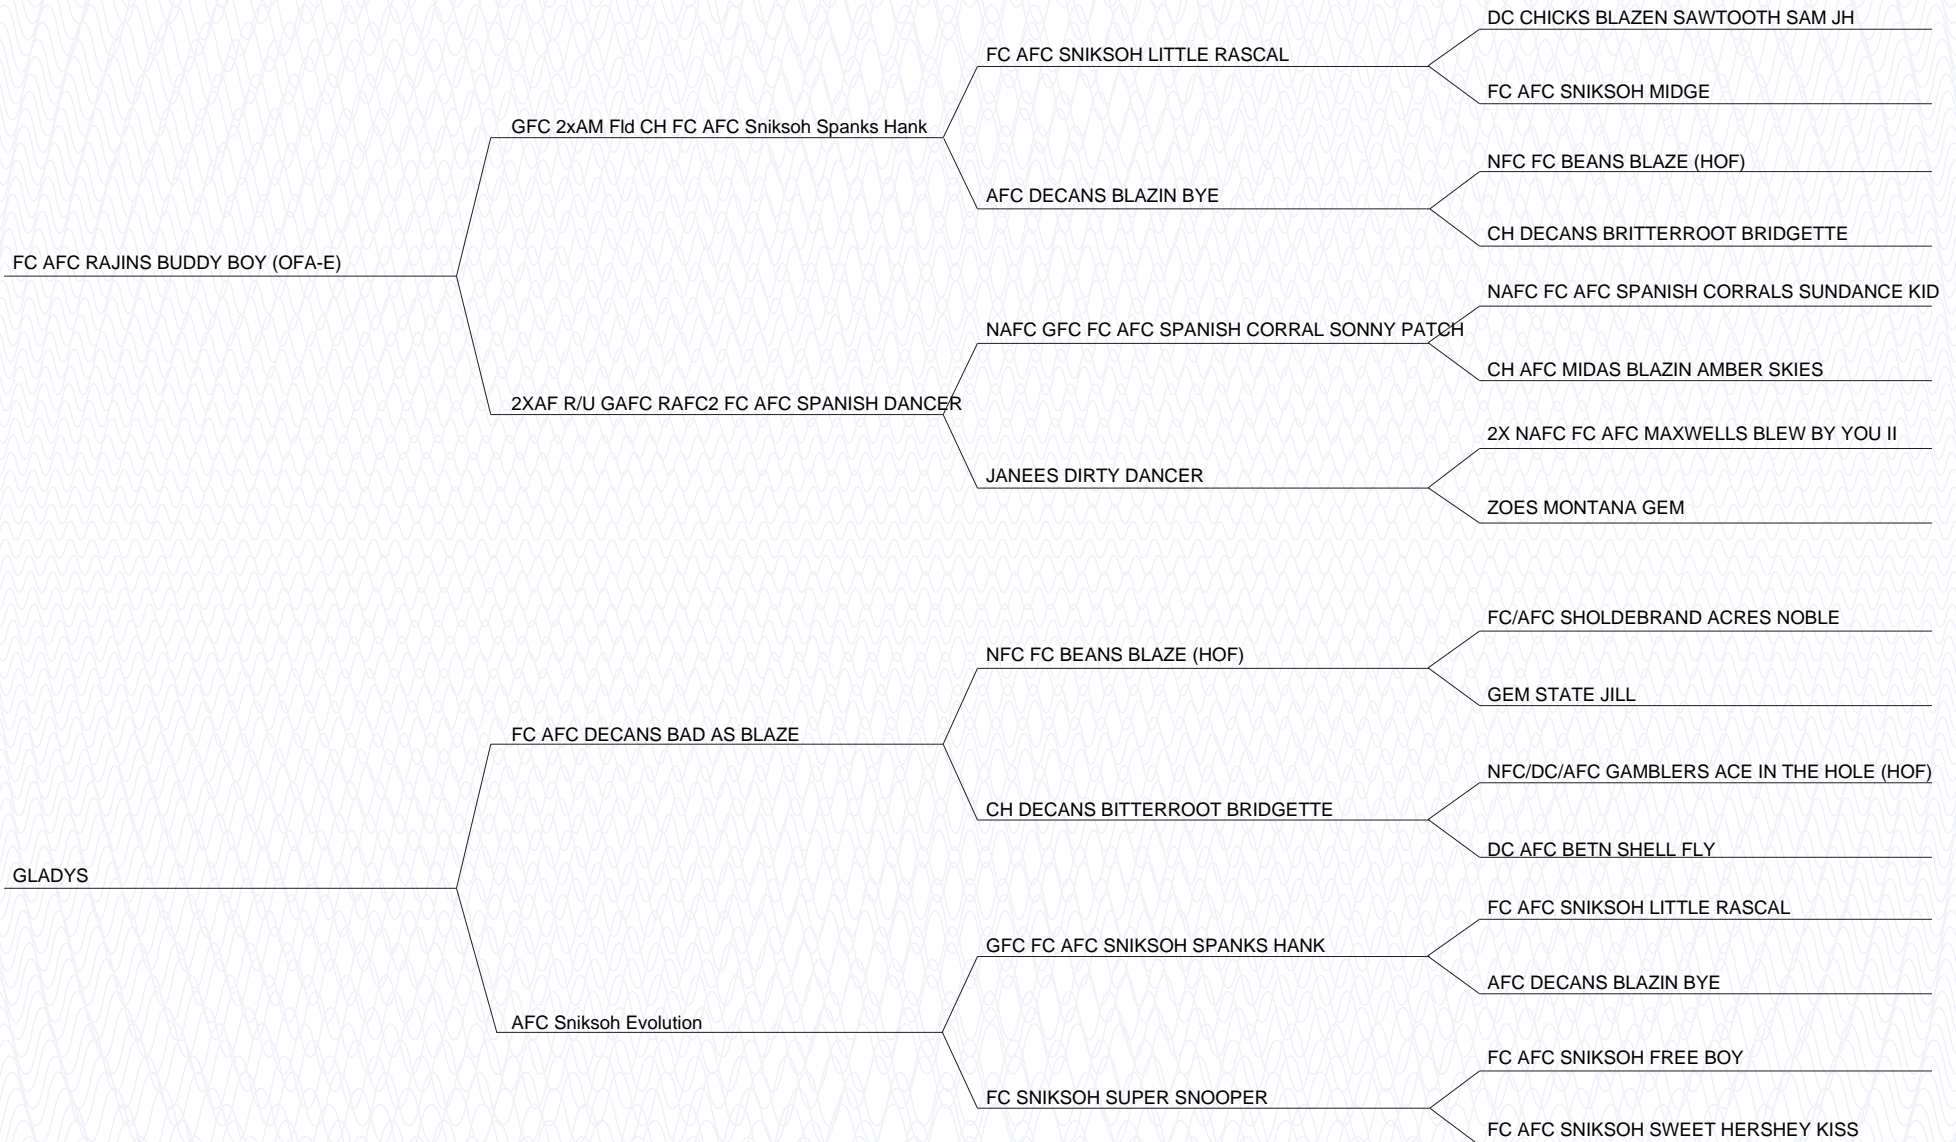 DC CHICKS BLAZEN SAWTOOTH SAM JH
FC AFC SNIKSOH LITTLE RASCAL
FC AFC SNIKSOH MIDGE
GFC 2xAM Fld CH FC AFC Sniksoh Spanks Hank
NFC FC BEANS BLAZE (HOF)
AFC DECANS BLAZIN BYE
CH DECANS BRITTERROOT BRIDGETTE
FC AFC RAJINS BUDDY BOY (OFA-E)
NAFC FC AFC SPANISH CORRALS SUNDANCE KID
NAFC GFC FC AFC SPANISH CORRAL SONNY PATCH
CH AFC MIDAS BLAZIN AMBER SKIES
2XAF R/U GAFC RAFC2 FC AFC SPANISH DANCER
2X NAFC FC AFC MAXWELLS BLEW BY YOU II
JANEES DIRTY DANCER
ZOES MONTANA GEM
FC/AFC SHOLDEBRAND ACRES NOBLE
NFC FC BEANS BLAZE (HOF)
GEM STATE JILL
FC AFC DECANS BAD AS BLAZE
NFC/DC/AFC GAMBLERS ACE IN THE HOLE (HOF)
CH DECANS BITTERROOT BRIDGETTE
DC AFC BETN SHELL FLY
GLADYS
FC AFC SNIKSOH LITTLE RASCAL
GFC FC AFC SNIKSOH SPANKS HANK
AFC DECANS BLAZIN BYE
AFC Sniksoh Evolution
FC AFC SNIKSOH FREE BOY
FC SNIKSOH SUPER SNOOPER
FC AFC SNIKSOH SWEET HERSHEY KISS